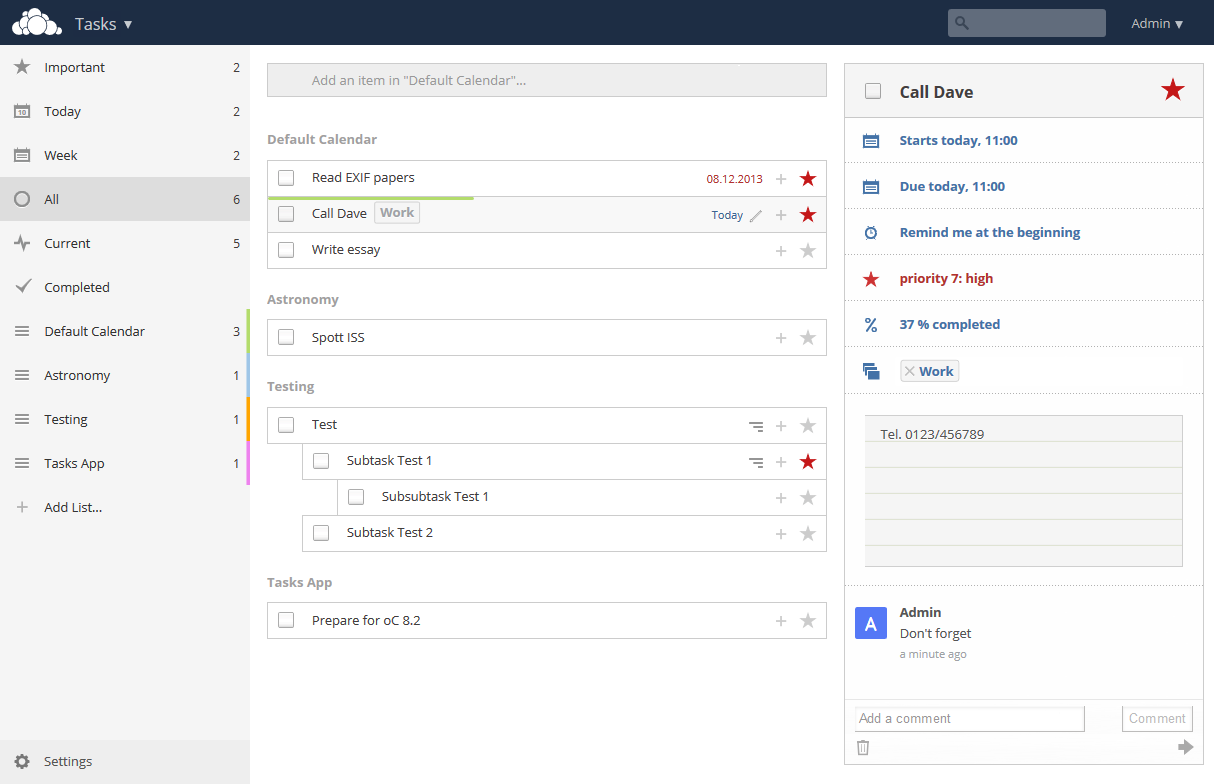 Tasks ▾
Admin ▾
Important 2
10 Today 2
Week 2
All 6
Current 5
Completed
Default Calendar 3
Astronomy 1
Testing 1
Tasks App 1
Add List...
Settings
Add an item in "Default Calendar"...
Default Calendar
Read EXIF papers 08.12.2013
Call Dave Work Today
Write essay
Astronomy
Spott ISS
Testing
Test
Subtask Test 1
Subsubtask Test 1
Subtask Test 2
Tasks App
Prepare for oC 8.2
Call Dave
Starts today, 11:00
Due today, 11:00
Remind me at the beginning
priority 7: high
% 37 % completed
Work
Tel. 0123/456789
A
Admin
Don't forget
a minute ago
Add a comment Comment